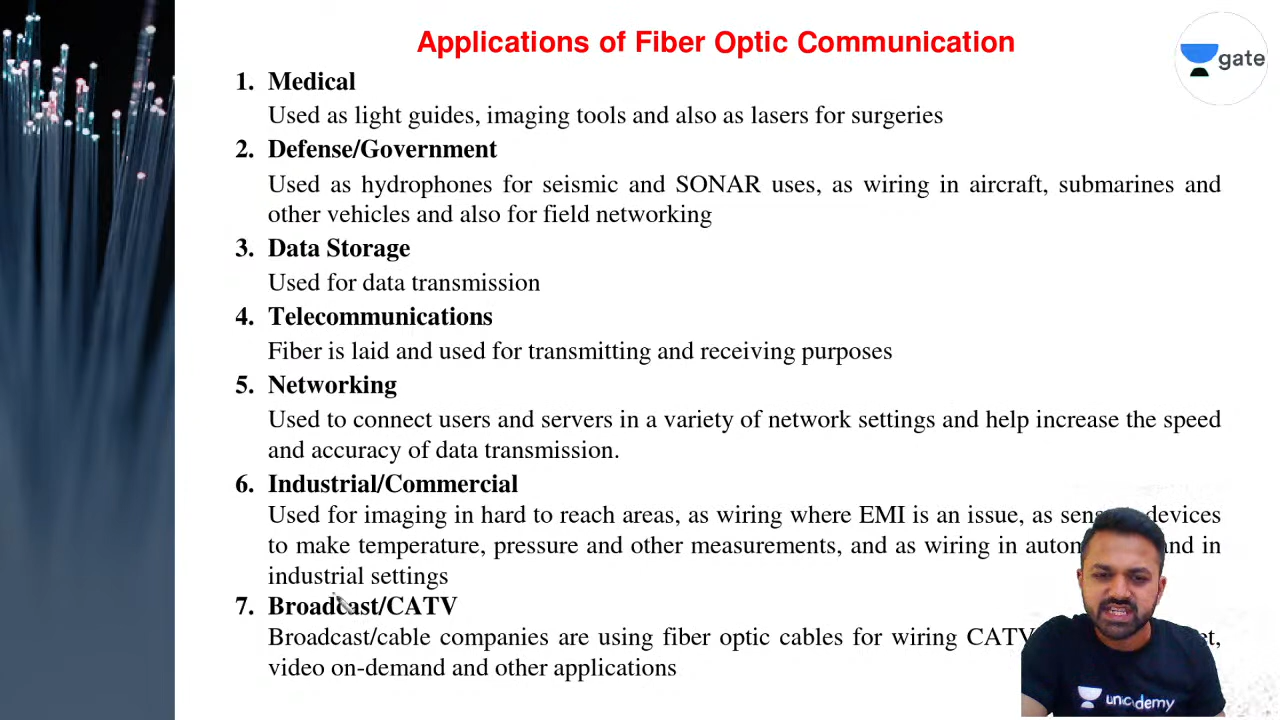 Applications of Fiber Optic Communication
gate
1. Medical
Used as light guides, imaging tools and also as lasers for surgeries
2. Defense/Government
Used as hydrophones for seismic and SONAR uses, as wiring in aircraft, submarines and
other vehicles and also for field networking
3. Data Storage
Used for data transmission
4. Telecommunications
Fiber is laid and used for transmitting and receiving purposes
5. Networking
Used to connect users and servers in a variety of network settings and help increase the speed
and accuracy of data transmission.
6. Industrial/Commercial
Used for imaging in hard to reach areas, as wiring where EMI is an issue, as devices
to make temperature, pressure and other measurements, and as wiring in and in
industrial settings
7. Broadcast/CATV
Broadcast/cable companies are using fiber optic cables for wiring CATV
video on-demand and other applications
unacademy